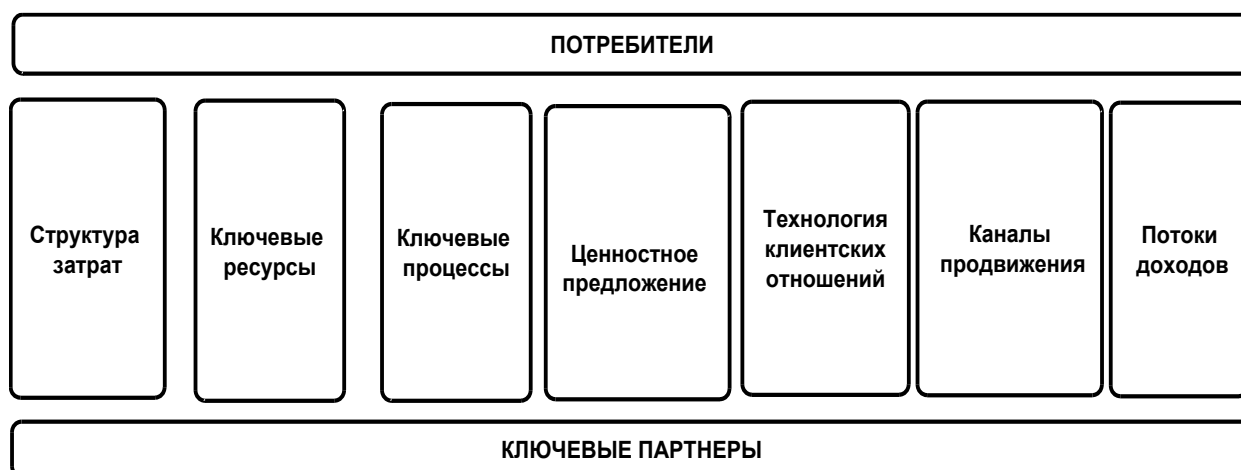 ПОТРЕБИТЕЛИ
Структура
затрат
Ключевые
ресурсы
Ключевые
процессы
Ценностное
предложение
Технология
клиентских
отношений
Каналы
продвижения
Потоки
доходов
КЛЮЧЕВЫЕ ПАРТНЕРЫ